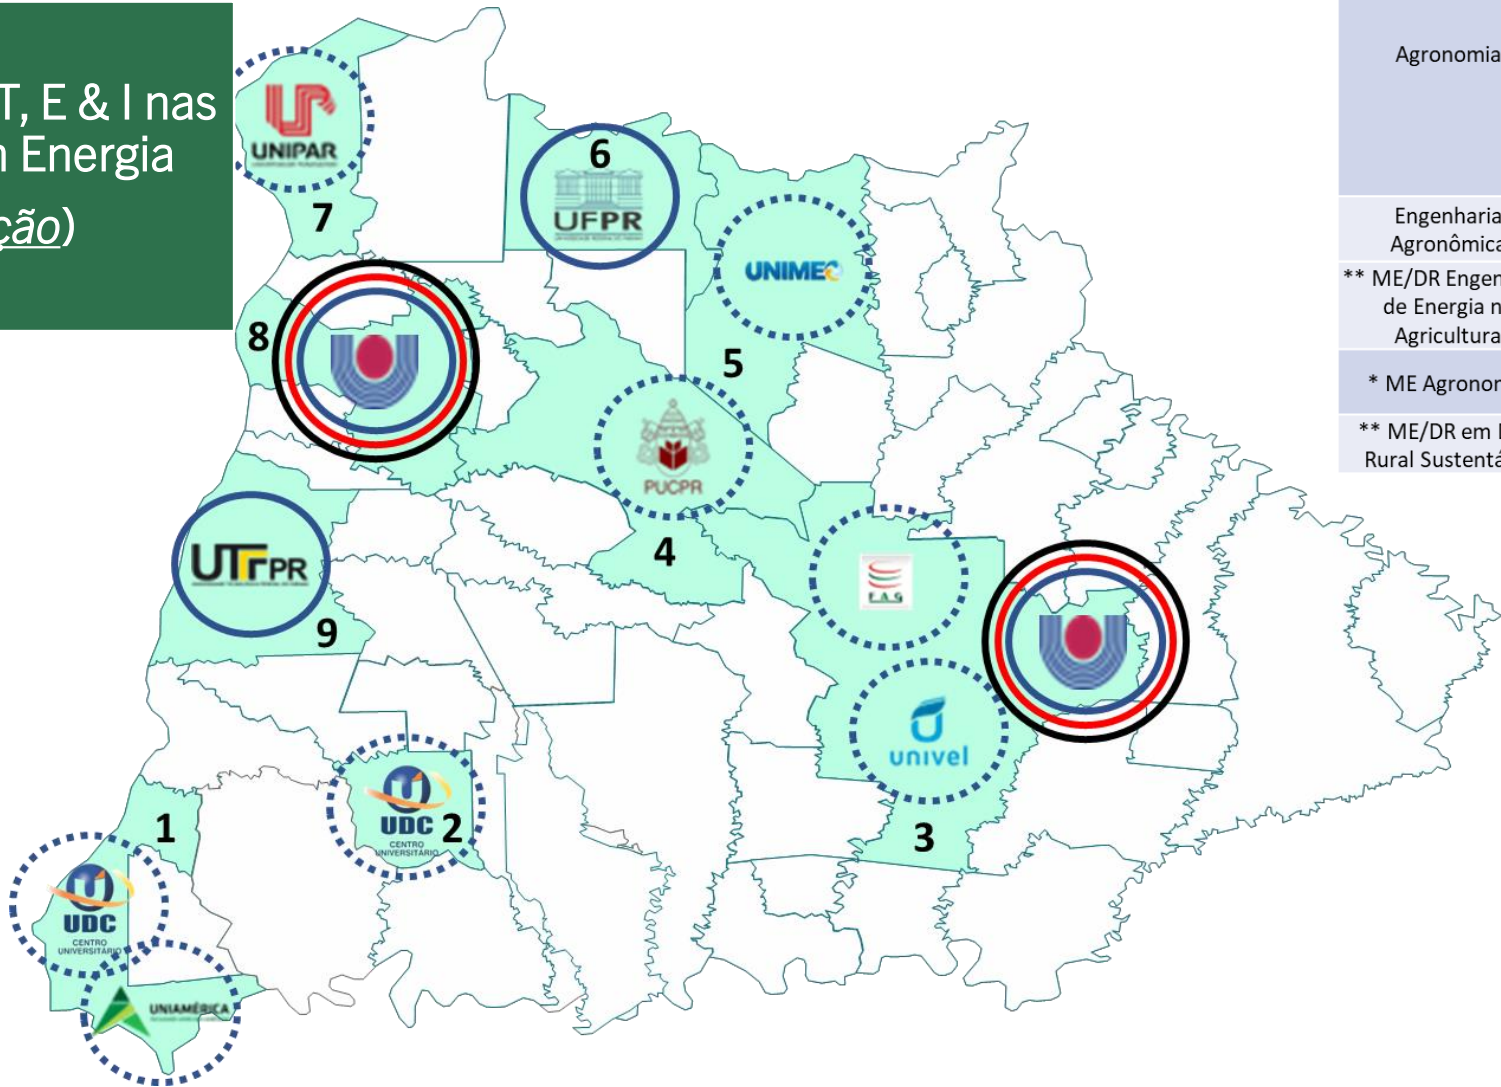 T, E & I nas
n Energia
ção)
UNIPAR
7
6
UFPR
UNIMEO
8
5
PUCPR
4
UTFPR
9
F.A.G
univel
3
1
UDC
CENTRO
UNIVERSITÁRIO
2
UDC
CENTRO
UNIVERSITÁRIO
UNIAMÉRICA
Agronomia
Engenharia
Agronômica
** ME/DR Engen
de Energia n
Agricultura
* ME Agronon
** ME/DR em
Rural Sustentá